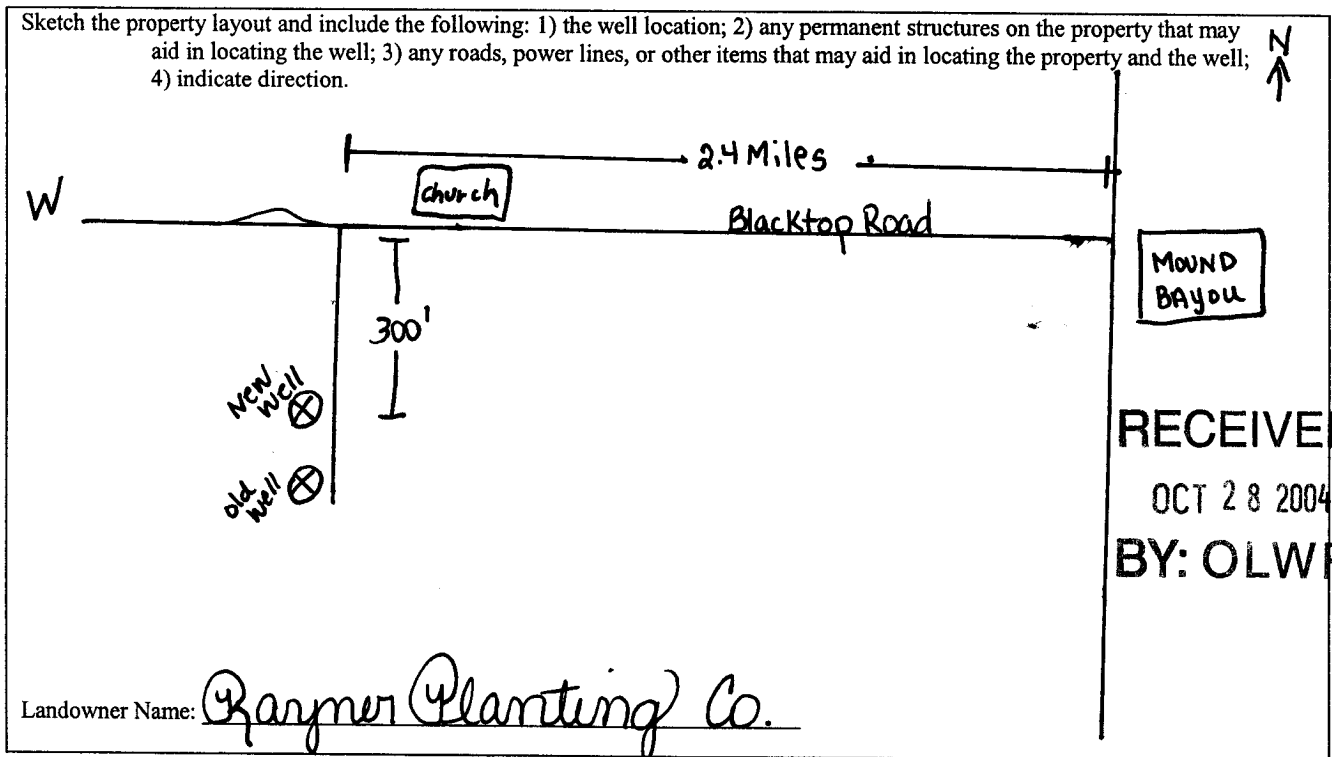 Sketch the property layout and include the following: 1) the well location; 2) any permanent structures on the property that may
aid in locating the well; 3) any roads, power lines, or other items that may aid in locating the property and the well;
4) indicate direction.
N
2.4 Miles
church
W
Blacktop Road
MOUND
BAYOU
300'
New
Well
old
Well
RECEIVE
OCT 28 2004
BY: OLW
Landowner Name: Rayner Planting Co.